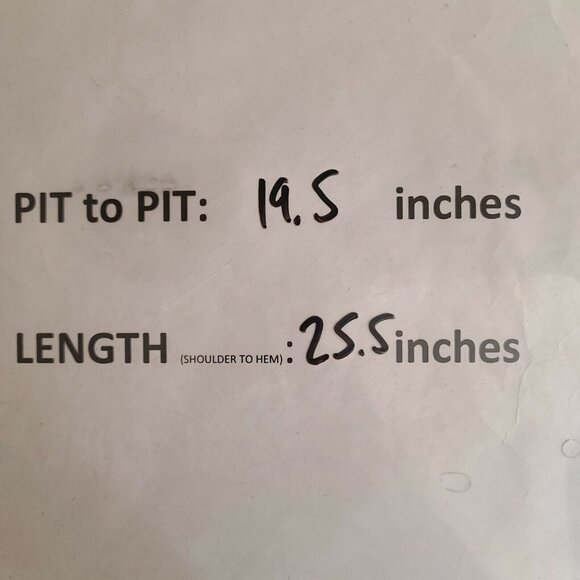 PIT to PIT: 19.5 inches
LENGTH (SHOULDER TO HEM): 25.5 inches